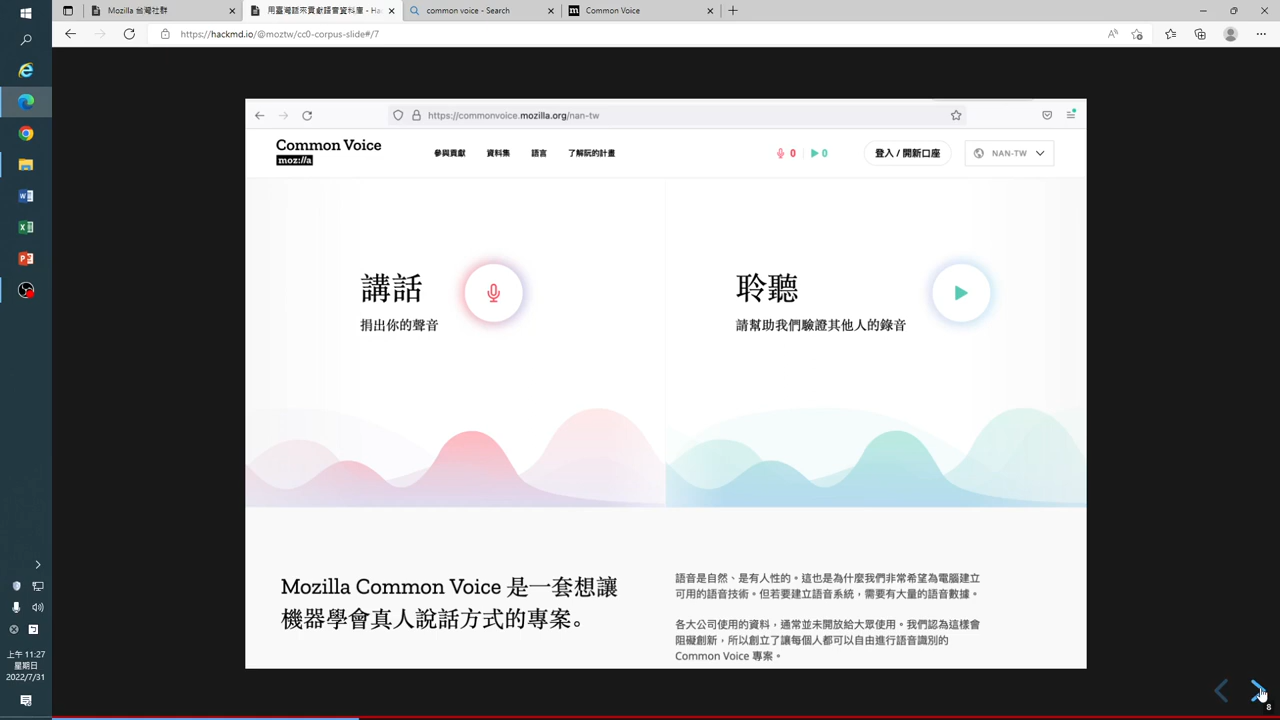 Mozilla 台灣社群
用臺灣話來貢獻語音資料庫 - Ha
common voice - Search
Common Voice
https://hackmd.io/@moztw/cc0-corpus-slide#/7
https://commonvoice.mozilla.org/nan-tw
Common Voice
moz://a
參與貢獻
資料集
語言
了解阮的計畫
0
0
登入 / 開新口座
NAN-TW
講話
捐出你的聲音
聆聽
請幫助我們驗證其他人的錄音
Mozilla Common Voice 是一套想讓
機器學會真人說話方式的專案。
語音是自然、是有人性的。這也是為什麼我們非常希望為電腦建立
可用的語音技術。但若要建立語音系統,需要有大量的語音數據。
各大公司使用的資料,通常並未開放給大眾使用。我們認為這樣會
阻礙創新,所以創立了讓每個人都可以自由進行語音識別的
Common Voice 專案。
上午 11:27
星期日
2022/7/31
8